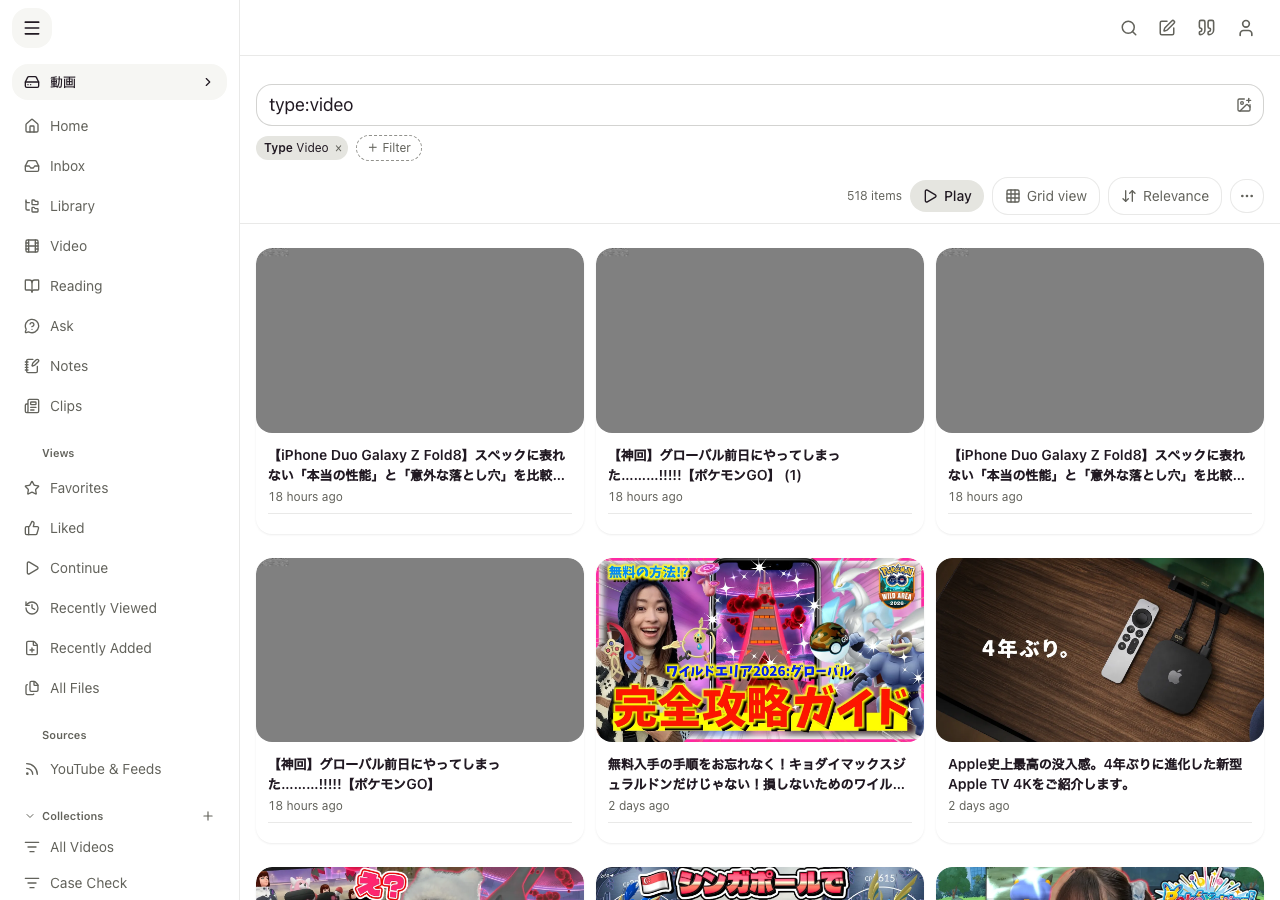 動画
Home
Inbox
Library
Video
Reading
Ask
Notes
Clips
Views
Favorites
Liked
Continue
Recently Viewed
Recently Added
All Files
Sources
YouTube & Feeds
Collections
All Videos
Case Check
type:video
Type Video ×
+ Filter
518 items
Play
Grid view
Relevance
【iPhone Duo Galaxy Z Fold8】スペックに表れ
ない「本当の性能」と「意外な落とし穴」を比較...
18 hours ago
【神回】グローバル前日にやってしまっ
た………!!!!!【ポケモンGO】 (1)
18 hours ago
【iPhone Duo Galaxy Z Fold8】スペックに表れ
ない「本当の性能」と「意外な落とし穴」を比較...
18 hours ago
【神回】グローバル前日にやってしまっ
た………!!!!!【ポケモンGO】
18 hours ago
無料の方法!?
Pokémon
GO
WILD AREA
2026
ワイルドエリア2026:グローバル
完全攻略ガイド
無料入手の手順をお忘れなく！キョダイマックスジ
ュラルドンだけじゃない！損しないためのワイル...
2 days ago
4年ぶり。
Apple史上最高の没入感。4年ぶりに進化した新型
Apple TV 4Kをご紹介します。
2 days ago
え?
シンガポールで